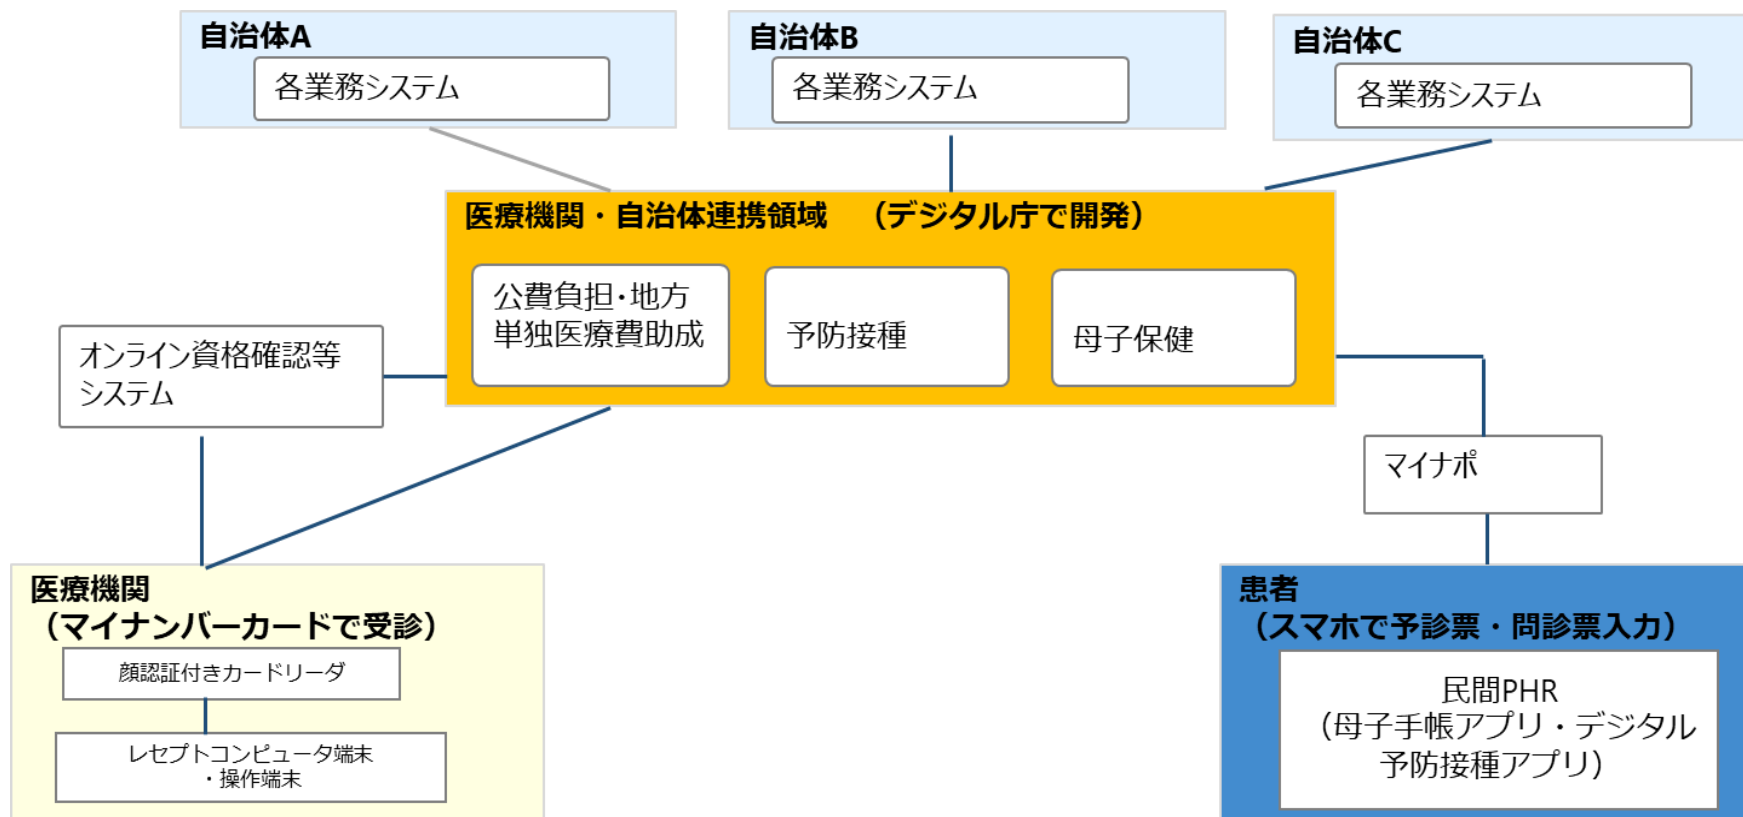 自治体A
各業務システム
自治体B
各業務システム
自治体C
各業務システム
医療機関・自治体連携領域　（デジタル庁で開発）
公費負担・地方
単独医療費助成
予防接種
母子保健
オンライン資格確認等
システム
マイナポ
医療機関
（マイナンバーカードで受診）
顔認証付きカードリーダ
レセプトコンピュータ端末
・操作端末
患者
（スマホで予診票・問診票入力）
民間PHR
（母子手帳アプリ・デジタル
予防接種アプリ）